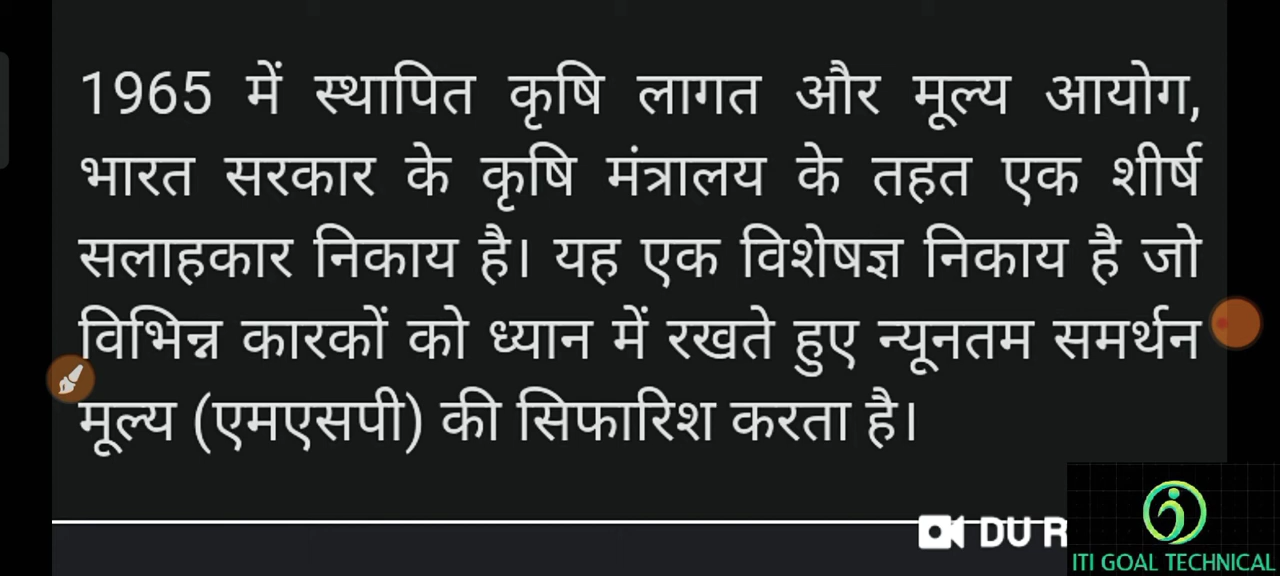 1965 में स्थापित कृषि लागत और मूल्य आयोग,
भारत सरकार के कृषि मंत्रालय के तहत एक शीर्ष
सलाहकार निकाय है। यह एक विशेषज्ञ निकाय है जो
विभिन्न कारकों को ध्यान में रखते हुए न्यूनतम समर्थन
मूल्य (एमएसपी) की सिफारिश करता है।
DU R
ITI GOAL TECHNICAL